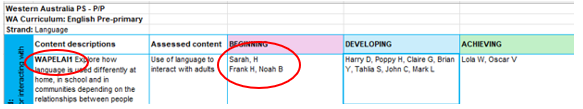 Western Australia PS - P/P
WA Curriculum: English Pre-primary
Strand: Language
Content descriptions
Assessed content
BEGINNING
DEVELOPING
ACHIEVING
or interacting with
WAPELAI1 Explore how
language is used differently at
home, in school and in
communities depending on the
relationships between people
Use of language to
interact with adults
Sarah, H
Frank H, Noah B
Harry D, Poppy H, Claire G, Brian
Y, Tahlia S, John C, Mark L
Lola W, Oscar V